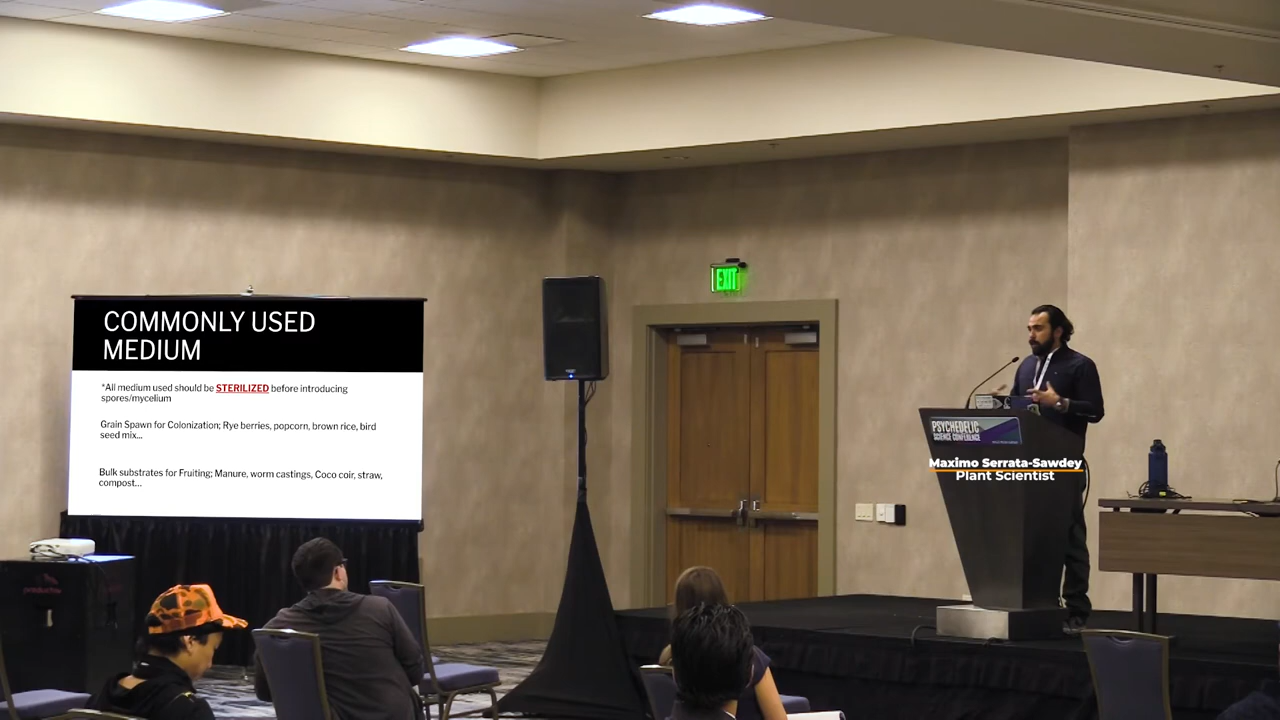 COMMONLY USED
MEDIUM
*All medium used should be STERILIZED before introducing
spores/mycelium
Grain Spawn for Colonization; Rye berries, popcorn, brown rice, bird
seed mix...
Bulk substrates for Fruiting; Manure, worm castings, Coco coir, straw,
compost...
EXIT
PSYCHEDELIC
SCIENCE CONFERENCE
Maximo Serrata-Sawdey
Plant Scientist